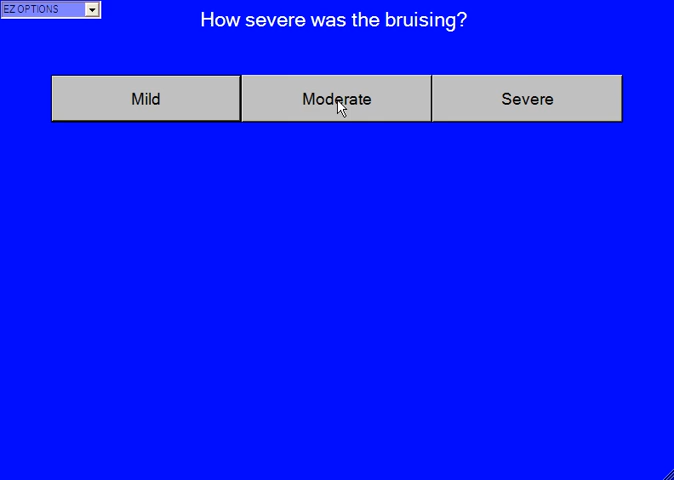 EZ OPTIONS
How severe was the bruising?
Mild
Moderate
Severe